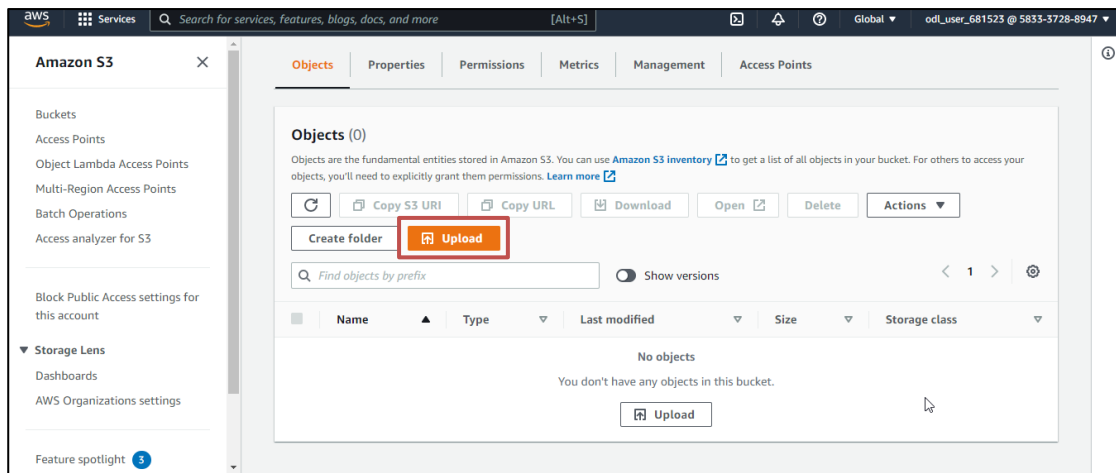 aws Services Search for services, features, blogs, docs, and more [Alt+S] Global ▼ odl_user_681523 @ 5833-3728-8947 ▼
Amazon S3
Buckets
Access Points
Object Lambda Access Points
Multi-Region Access Points
Batch Operations
Access analyzer for S3
Block Public Access settings for
this account
▼ Storage Lens
Dashboards
AWS Organizations settings
Feature spotlight 3
Objects Properties Permissions Metrics Management Access Points
Objects (0)
Objects are the fundamental entities stored in Amazon S3. You can use Amazon S3 inventory to get a list of all objects in your bucket. For others to access your
objects, you'll need to explicitly grant them permissions. Learn more
Copy S3 URI Copy URL Download Open Delete Actions ▼
Create folder Upload
Find objects by prefix Show versions < 1 >
Name ▲ Type ▽ Last modified ▽ Size ▽ Storage class ▽
No objects
You don't have any objects in this bucket.
Upload